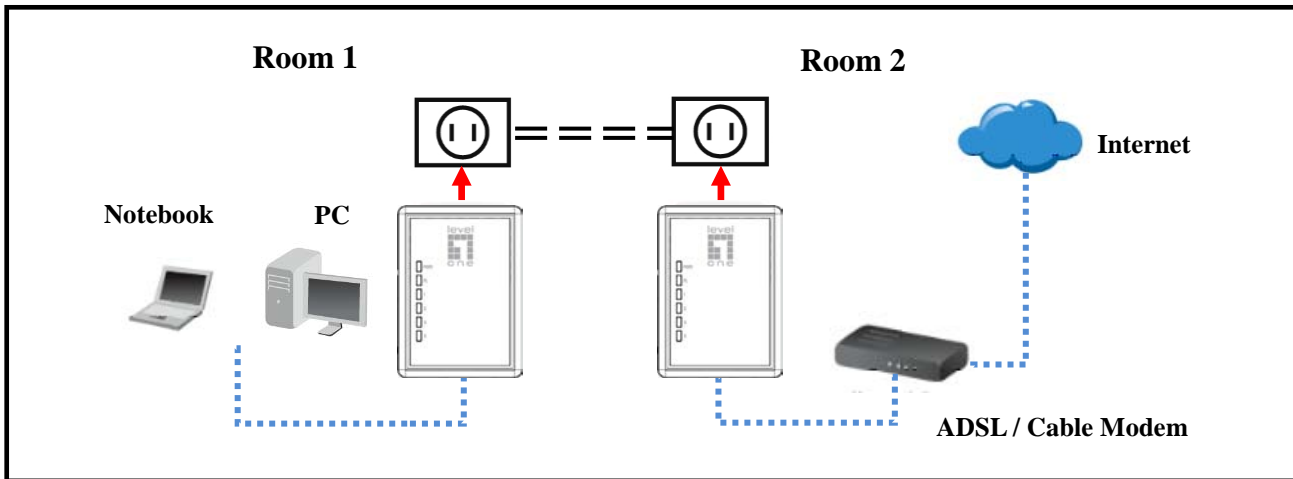 Room 1
Room 2
Internet
Notebook
PC
level
one
level
one
ADSL / Cable Modem